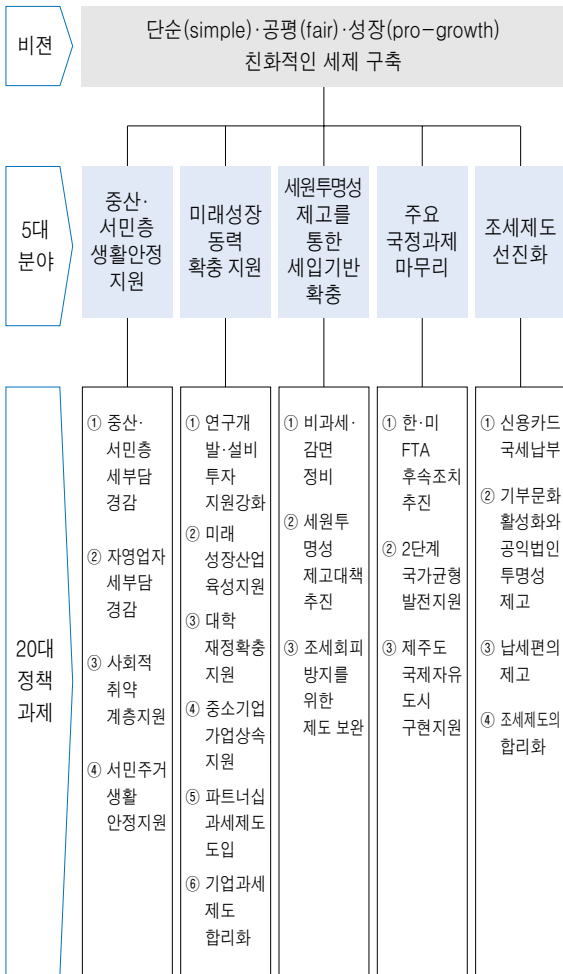 비젼
단순(simple)·공평(fair)·성장(pro-growth)
친화적인 세제 구축
5대
분야
중산·
서민층
생활안정
지원
미래성장
동력
확충 지원
세원투명성
제고를
통한
세입기반
확충
주요
국정과제
마무리
조세제도
선진화
20대
정책
과제
① 중산·
서민층
세부담
경감
② 자영업자
세부담
경감
③ 사회적
취약
계층지원
④ 서민주거
생활
안정지원
① 연구개
발·설비
투자
지원강화
② 미래
성장산업
육성지원
③ 대학
재정확충
지원
④ 중소기업
가업상속
지원
⑤ 파트너십
과세제도
도입
⑥ 기업과세
제도
합리화
① 비과세·
감면
정비
② 세원투
명성
제고대책
추진
③ 조세회피
방지를
위한
제도 보완
① 한·미
FTA
후속조치
추진
② 2단계
국가균형
발전지원
③ 제주도
국제자유
도시
구현지원
① 신용카드
국세납부
② 기부문화
활성화와
공익법인
투명성
제고
③ 납세편의
제고
④ 조세제도의
합리화